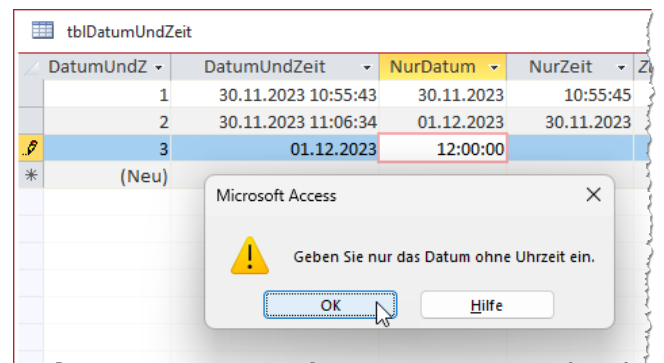 tblDatumUndZeit
DatumUndZ DatumUndZeit NurDatum NurZeit
1 30.11.2023 10:55:43 30.11.2023 10:55:45
2 30.11.2023 11:06:34 01.12.2023 30.11.2023
3 01.12.2023 12:00:00
(Neu)
Microsoft Access
Geben Sie nur das Datum ohne Uhrzeit ein.
OK Hilfe